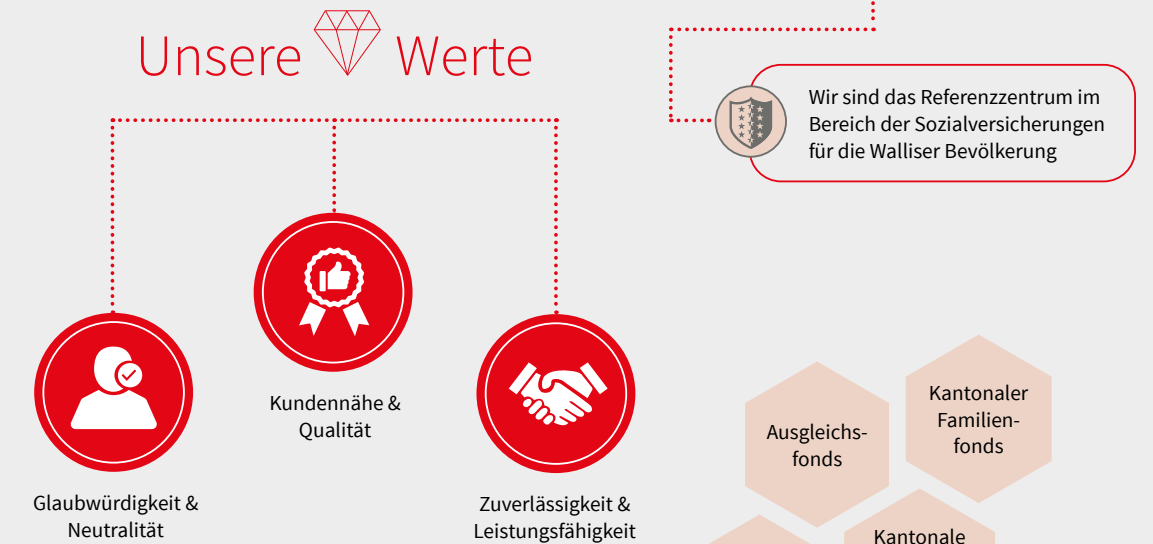 Unsere Werte
Wir sind das Referenzzentrum im
Bereich der Sozialversicherungen
für die Walliser Bevölkerung
Kundennähe &
Qualität
Glaubwürdigkeit &
Neutralität
Zuverlässigkeit &
Leistungsfähigkeit
Ausgleichs-
fonds
Kantonaler
Familien-
fonds
Kantonale